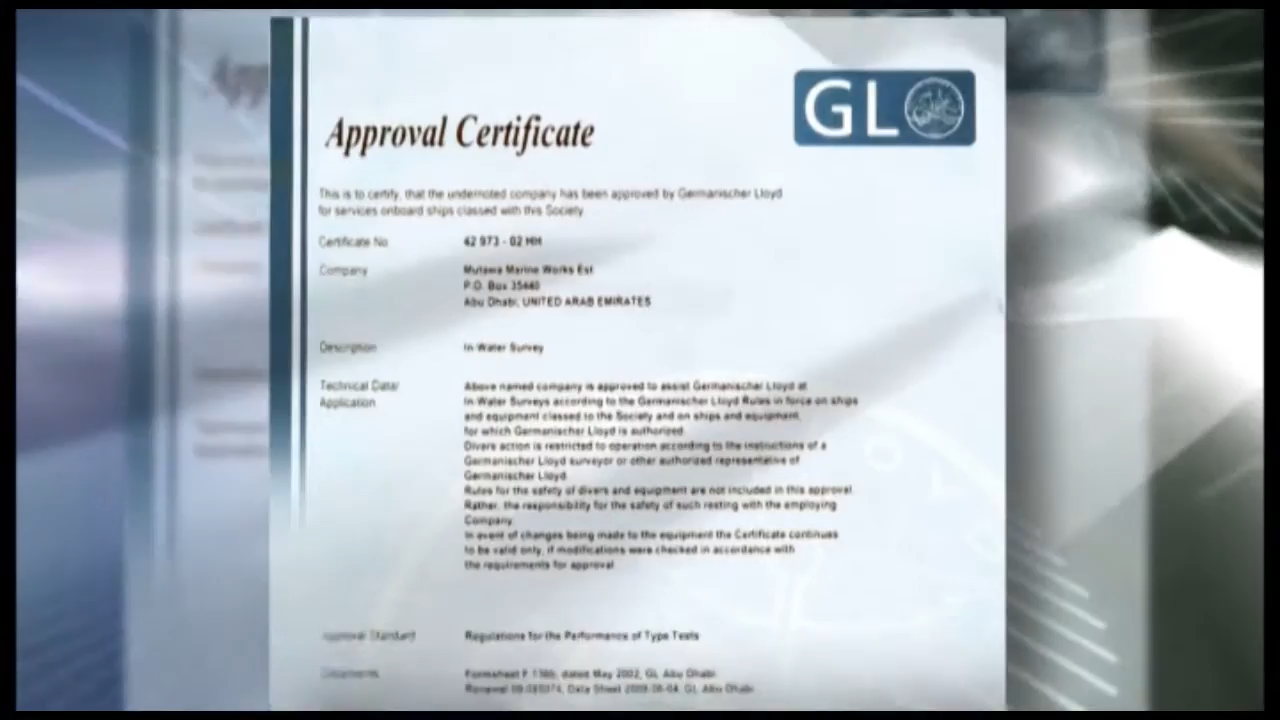 GL
Approval Certificate
This is to certify, that the undernoted company has been approved by Germanischer Lloyd
for services onboard ships classed with this Society
Certificate No 42 973 - 02 HH
Company Mutawa Marine Works Est
P.O. Box 35440
Abu Dhabi, UNITED ARAB EMIRATES
Description In Water Survey
Technical Data/ Above named company is approved to assist Germanischer Lloyd at
Application In Water Surveys according to the Germanischer Lloyd Rules in force on ships
and equipment classed to the Society and on ships and equipment,
for which Germanischer Lloyd is authorized.
Divers action is restricted to operation according to the instructions of a
Germanischer Lloyd surveyor or other authorized representative of
Germanischer Lloyd
Rules for the safety of divers and equipment are not included in this approval.
Rather, the responsibility for the safety of such resting with the employing
Company.
In event of changes being made to the equipment the Certificate continues
to be valid only, if modifications were checked in accordance with
the requirements for approval
Approval Standard Regulations for the Performance of Type Tests
Documents Formsheet F dated May 2002, GL Abu Dhabi
Renewal Data Sheet GL Abu Dhabi